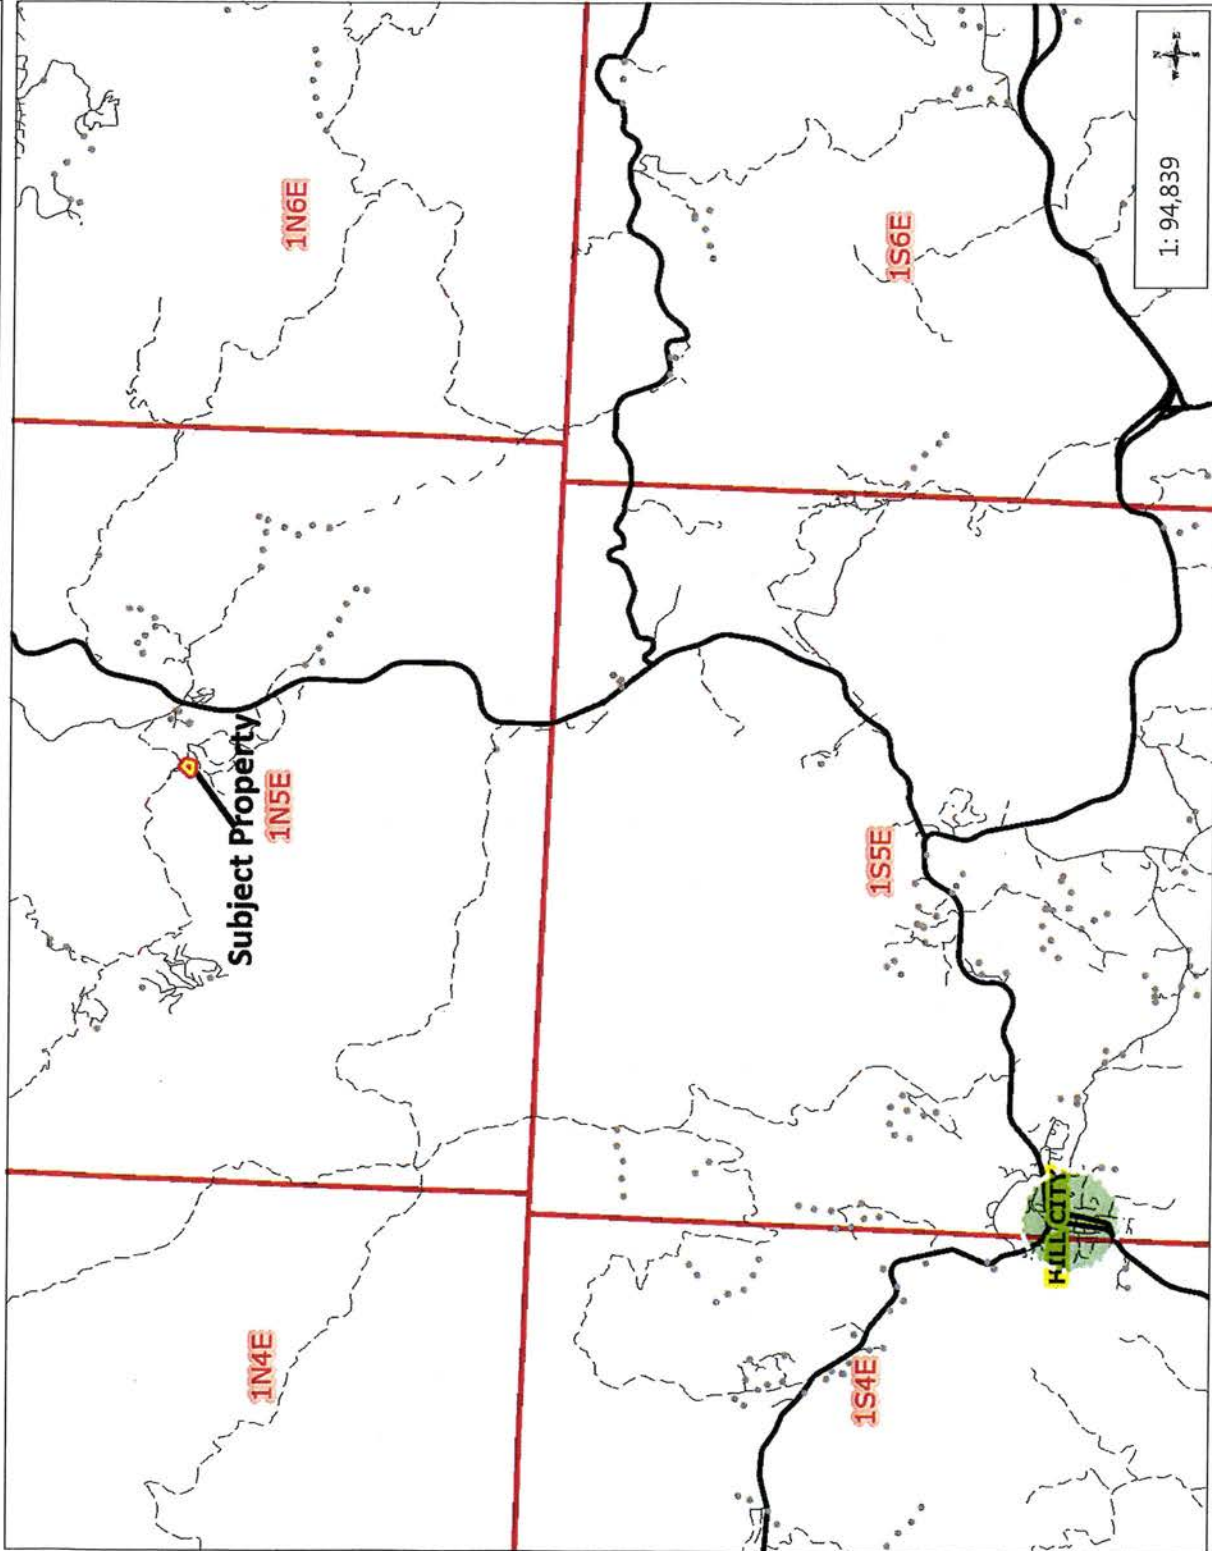 Subject Property
1N4E
1N5E
1N6E
1S4E
1S5E
1S6E
HILL CITY
N
W E
S
1: 94,839